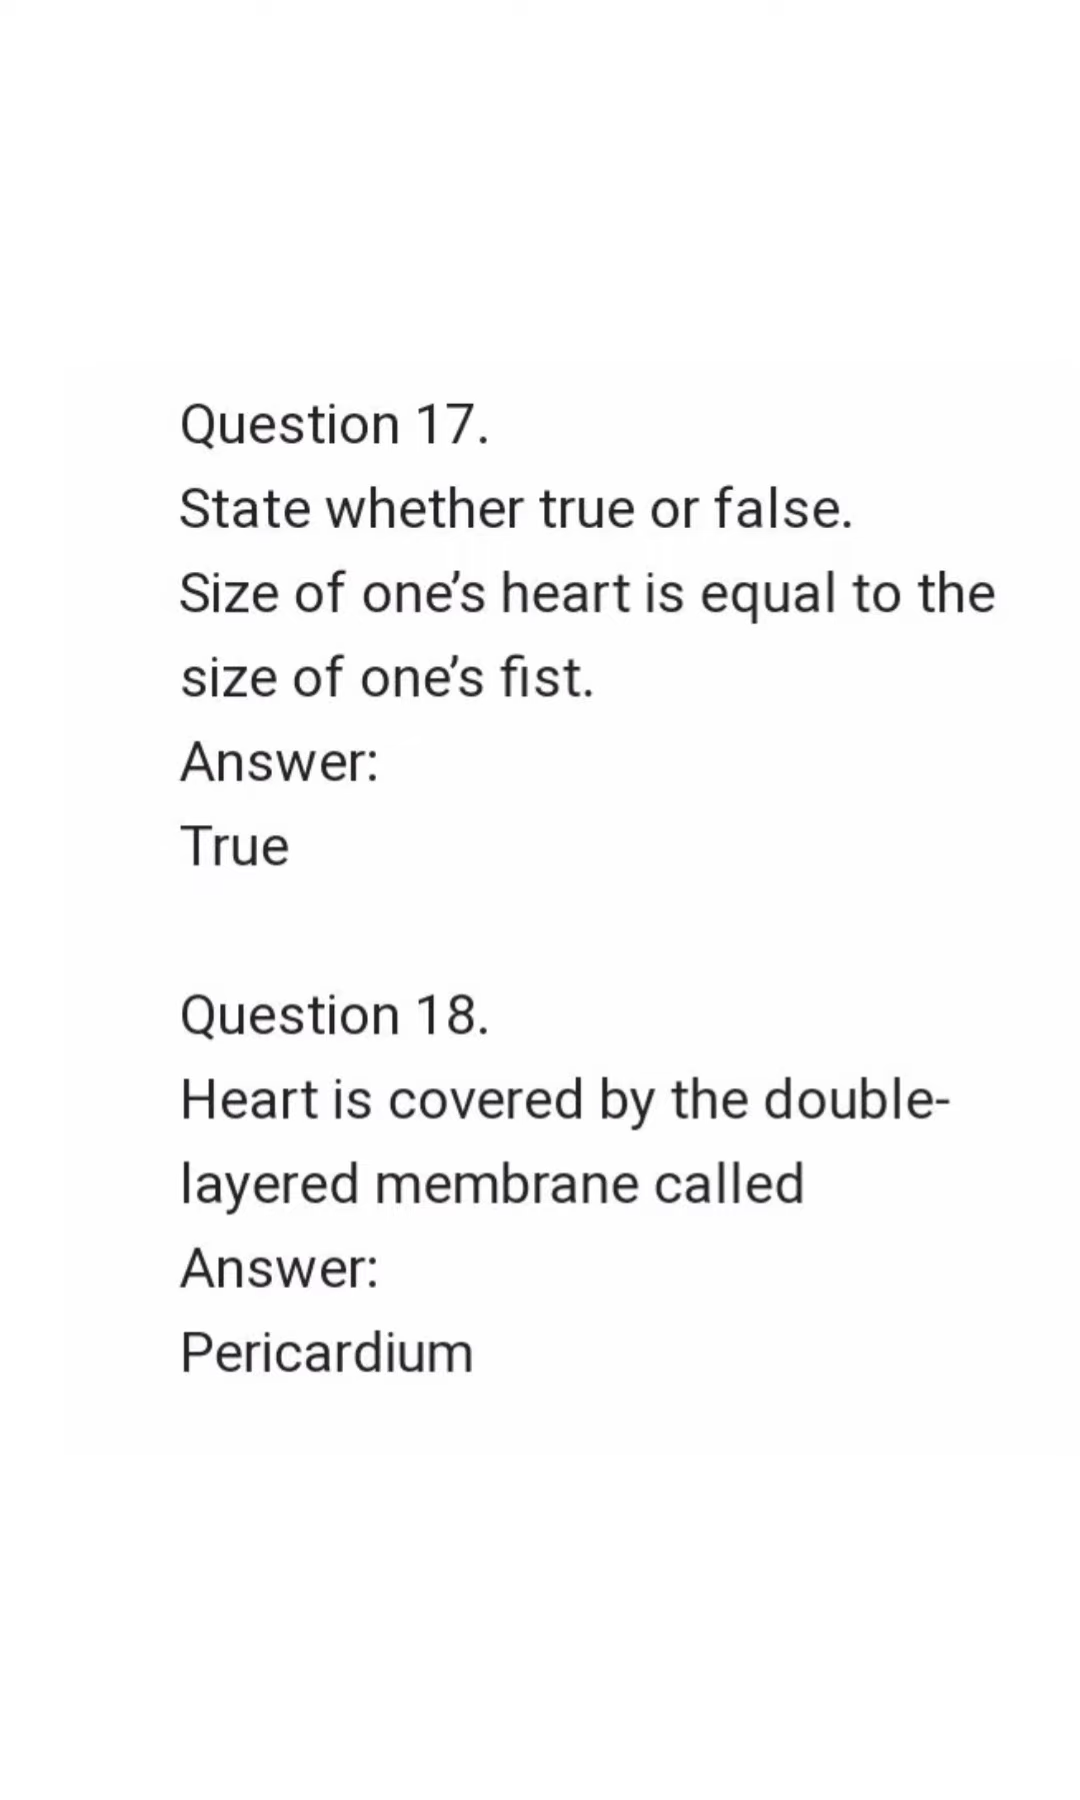 Question 17.
State whether true or false.
Size of one’s heart is equal to the
size of one’s fist.
Answer:
True
Question 18.
Heart is covered by the double-
layered membrane called
Answer:
Pericardium